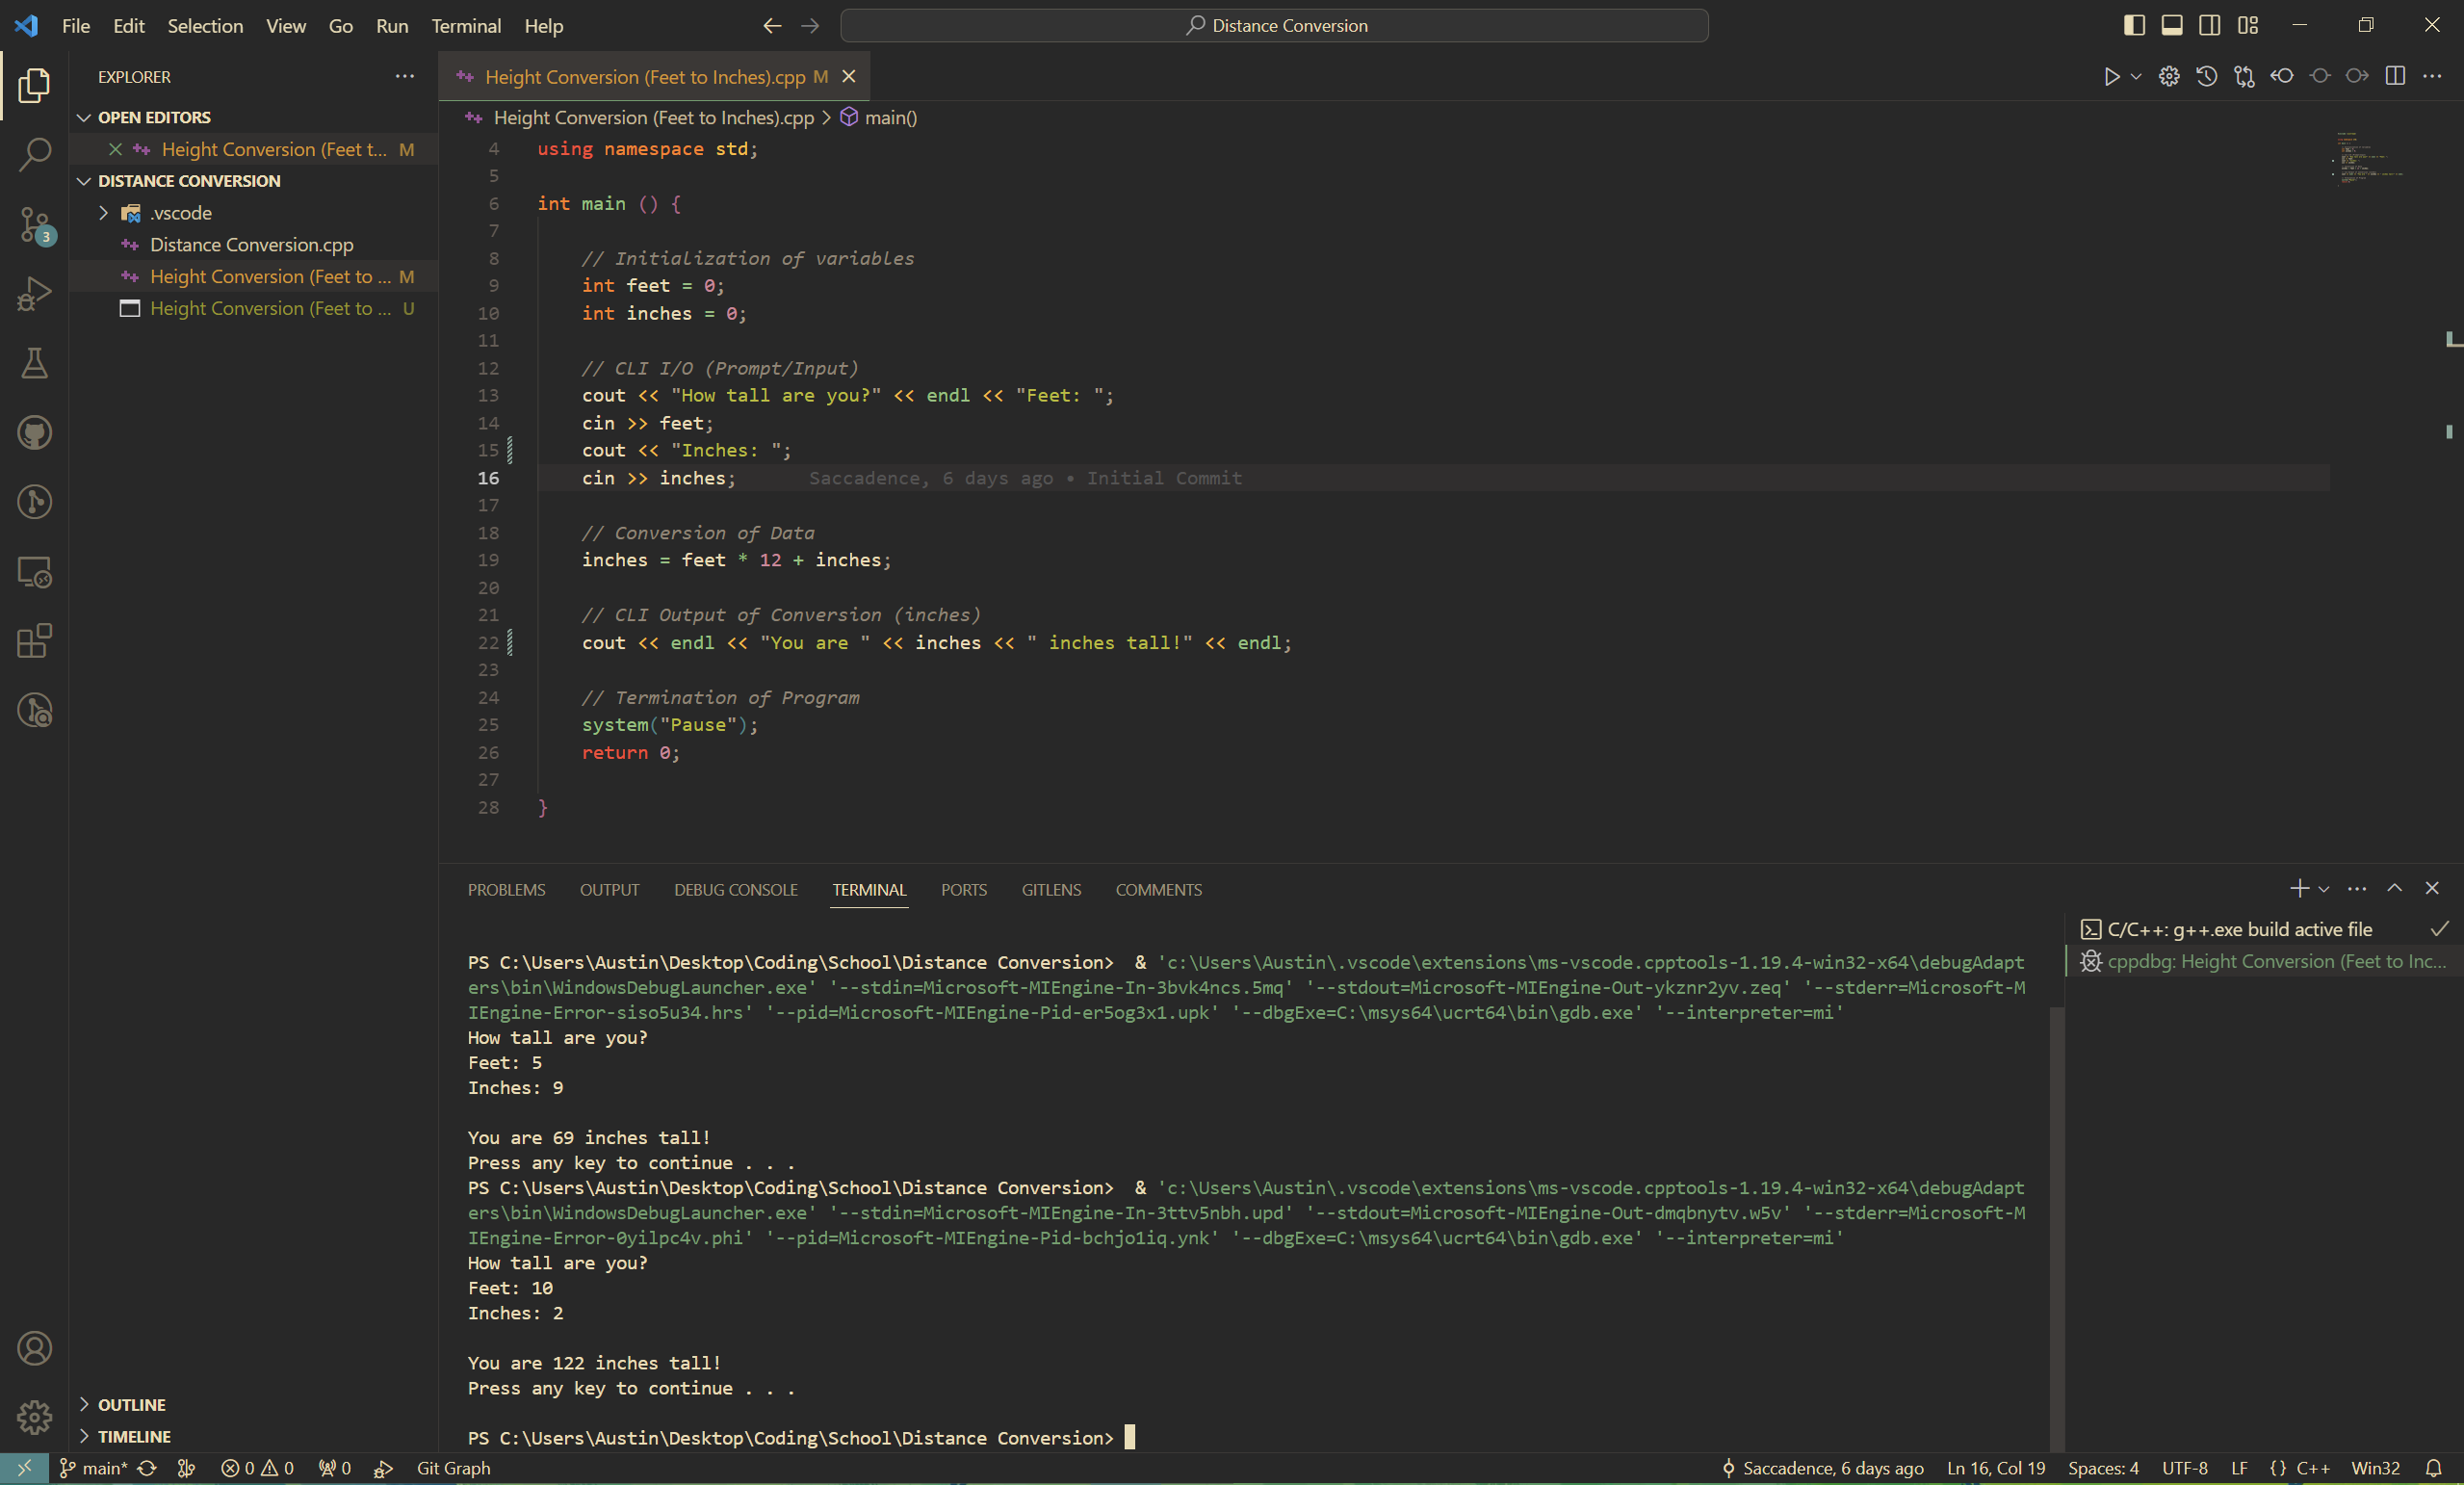 File Edit Selection View Go Run Terminal Help
Distance Conversion
EXPLORER
OPEN EDITORS
Height Conversion (Feet t... M
DISTANCE CONVERSION
.vscode
Distance Conversion.cpp
Height Conversion (Feet to ... M
Height Conversion (Feet to ... U
OUTLINE
TIMELINE
Height Conversion (Feet to Inches).cpp M
Height Conversion (Feet to Inches).cpp > main()
4 using namespace std;
5
6 int main () {
7
8 // Initialization of variables
9 int feet = 0;
10 int inches = 0;
11
12 // CLI I/O (Prompt/Input)
13 cout << "How tall are you?" << endl << "Feet: ";
14 cin >> feet;
15 cout << "Inches: ";
16 cin >> inches; Saccadence, 6 days ago • Initial Commit
17
18 // Conversion of Data
19 inches = feet * 12 + inches;
20
21 // CLI Output of Conversion (inches)
22 cout << endl << "You are " << inches << " inches tall!" << endl;
23
24 // Termination of Program
25 system("Pause");
26 return 0;
27
28 }
PROBLEMS OUTPUT DEBUG CONSOLE TERMINAL PORTS GITLENS COMMENTS
PS C:\Users\Austin\Desktop\Coding\School\Distance Conversion> & 'c:\Users\Austin\.vscode\extensions\ms-vscode.cpptools-1.19.4-win32-x64\debugAdapt
ers\bin\WindowsDebugLauncher.exe' '--stdin=Microsoft-MIEngine-In-3bvk4ncs.5mq' '--stdout=Microsoft-MIEngine-Out-ykznr2yv.zeq' '--stderr=Microsoft-M
IEngine-Error-siso5u34.hrs' '--pid=Microsoft-MIEngine-Pid-er5og3x1.upk' '--dbgExe=C:\msys64\ucrt64\bin\gdb.exe' '--interpreter=mi'
How tall are you?
Feet: 5
Inches: 9
You are 69 inches tall!
Press any key to continue . . .
PS C:\Users\Austin\Desktop\Coding\School\Distance Conversion> & 'c:\Users\Austin\.vscode\extensions\ms-vscode.cpptools-1.19.4-win32-x64\debugAdapt
ers\bin\WindowsDebugLauncher.exe' '--stdin=Microsoft-MIEngine-In-3ttv5nbh.upd' '--stdout=Microsoft-MIEngine-Out-dmqbnytv.w5v' '--stderr=Microsoft-M
IEngine-Error-0yilpc4v.phi' '--pid=Microsoft-MIEngine-Pid-bchjo1iq.ynk' '--dbgExe=C:\msys64\ucrt64\bin\gdb.exe' '--interpreter=mi'
How tall are you?
Feet: 10
Inches: 2
You are 122 inches tall!
Press any key to continue . . .
PS C:\Users\Austin\Desktop\Coding\School\Distance Conversion>
C/C++: g++.exe build active file
cppdbg: Height Conversion (Feet to Inc...
3
main* 0 0 0 Git Graph Saccadence, 6 days ago Ln 16, Col 19 Spaces: 4 UTF-8 LF {} C++ Win32